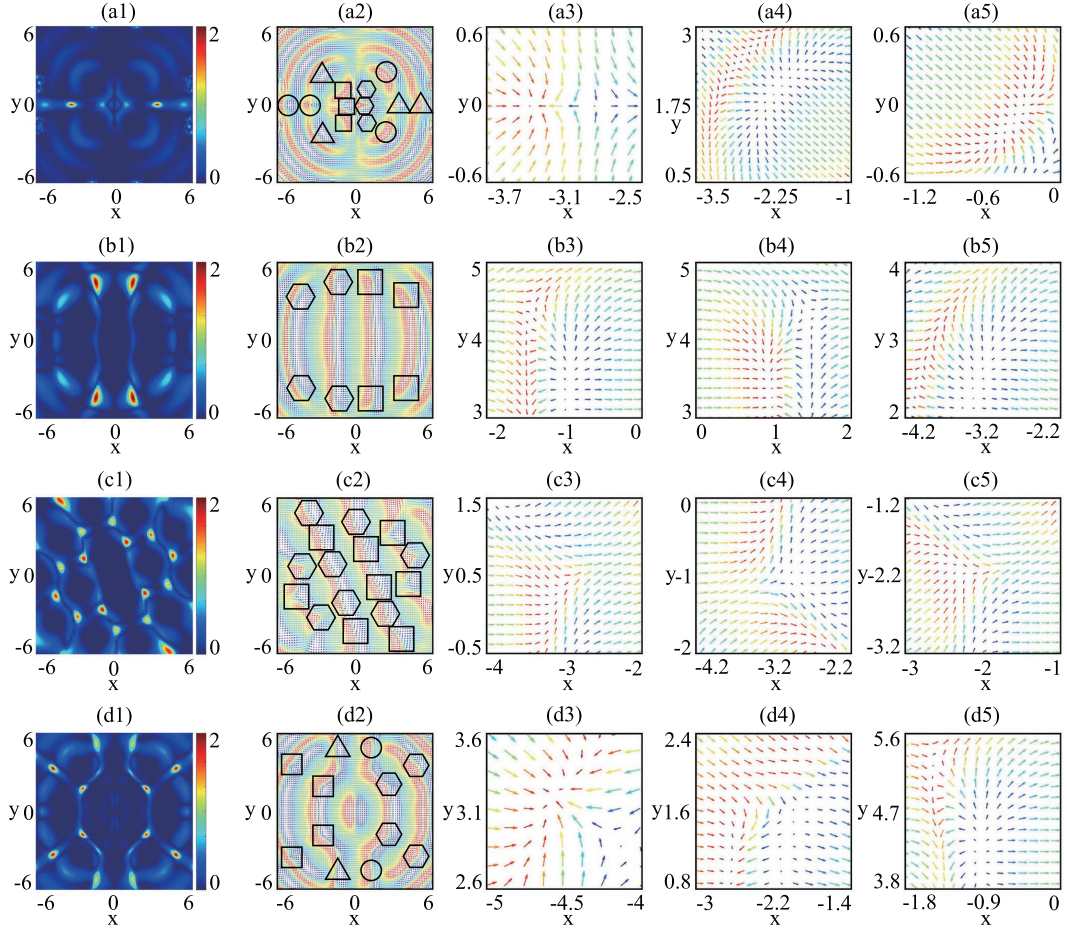 (a1) (a2) (a3) (a4) (a5)
6 2 6 0.6 3 0.6
y 0 y 0 y 0 1.75 y y 0
-6 0 -6 -0.6 0.5 -0.6
-6 0 6 -6 0 6 -3.7 -3.1 -2.5 -3.5 -2.25 -1 -1.2 -0.6 0
x x x x x
(b1) (b2) (b3) (b4) (b5)
6 2 6 5 5 4
y 0 y 0 y 4 y 4 y 3
-6 0 -6 3 3 2
-6 0 6 -6 0 6 -2 -1 0 0 1 2 -4.2 -3.2 -2.2
x x x x x
(c1) (c2) (c3) (c4) (c5)
6 2 6 1.5 0 -1.2
y 0 y 0 y 0.5 y -1 y -2.2
-6 0 -6 -0.5 -2 -3.2
-6 0 6 -6 0 6 -4 -3 -2 -4.2 -3.2 -2.2 -3 -2 -1
x x x x x
(d1) (d2) (d3) (d4) (d5)
6 2 6 3.6 2.4 5.6
y 0 y 0 y 3.1 y 1.6 y 4.7
-6 0 -6 2.6 0.8 3.8
-6 0 6 -6 0 6 -5 -4.5 -4 -3 -2.2 -1.4 -1.8 -0.9 0
x x x x x